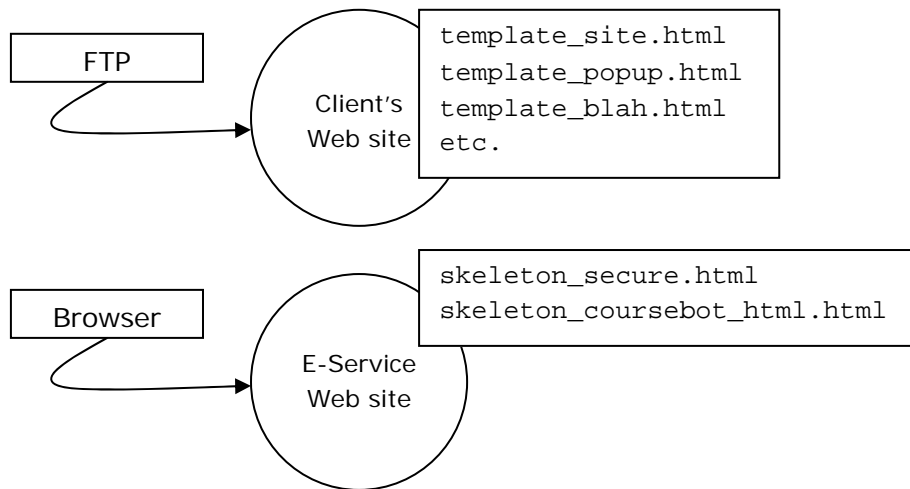 FTP
Client's
Web site
template_site.html
template_popup.html
template_blah.html
etc.
Browser
E-Service
Web site
skeleton_secure.html
skeleton_coursebot_html.html